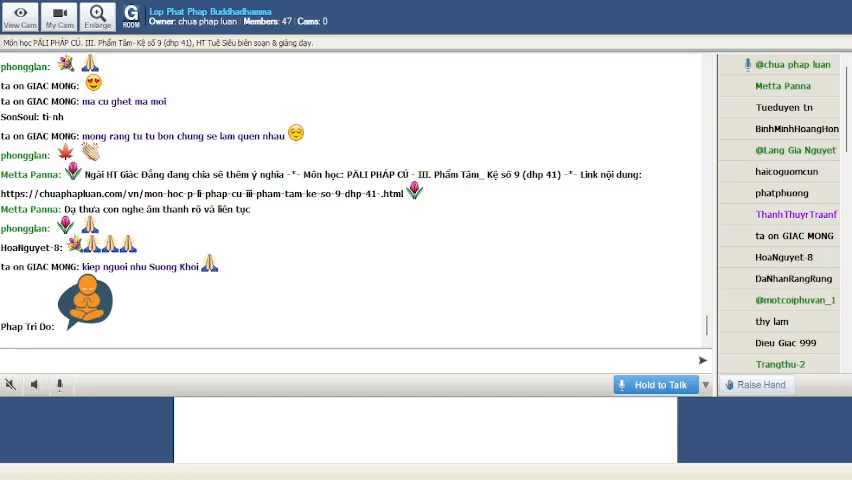 View Cam
My Cam
Enlarge
G
ROOM
Lop Phat Phap Buddhadhamma
Owner: chua phap luan | Members: 47 | Cams: 0
Môn học PĀLI PHÁP CÚ. III. Phẩm Tâm- Kệ số 9 (dhp 41), HT Tuệ Siêu biên soạn & giảng dạy.
phongglan:
ta on GIAC MONG:
ta on GIAC MONG: ma cu ghet ma moi
SonSoul: ti-nh
ta on GIAC MONG: mong rang tu tu bon chung se lam quen nhau
phongglan:
Metta Panna: Ngài HT Giác Đẳng đang chia sẽ thêm ý nghĩa -*- Môn học: PĀLI PHÁP CÚ - III. Phẩm Tâm_ Kệ số 9 (dhp 41) -*- Link nội dung:
https://chuaphapluan.com/vn/mon-hoc-p-li-phap-cu-iii-pham-tam-ke-so-9-dhp-41-.html
Metta Panna: Dạ thưa con nghe âm thanh rõ và liên tục
phongglan:
HoaNguyet-8:
ta on GIAC MONG: kiep nguoi nhu Suong Khoi
Phap Tri Do:
@chua phap luan
Metta Panna
Tueduyen tn
BinhMinhHoangHon
@Lang Gia Nguyet
haicoguomcun
phatphuong
ThanhThuyrTraanf
ta on GIAC MONG
HoaNguyet-8
DaNhanRangRung
@motcoiphuvan_1
thy lam
Dieu Giac 999
Trangthu-2
Hold to Talk
Raise Hand